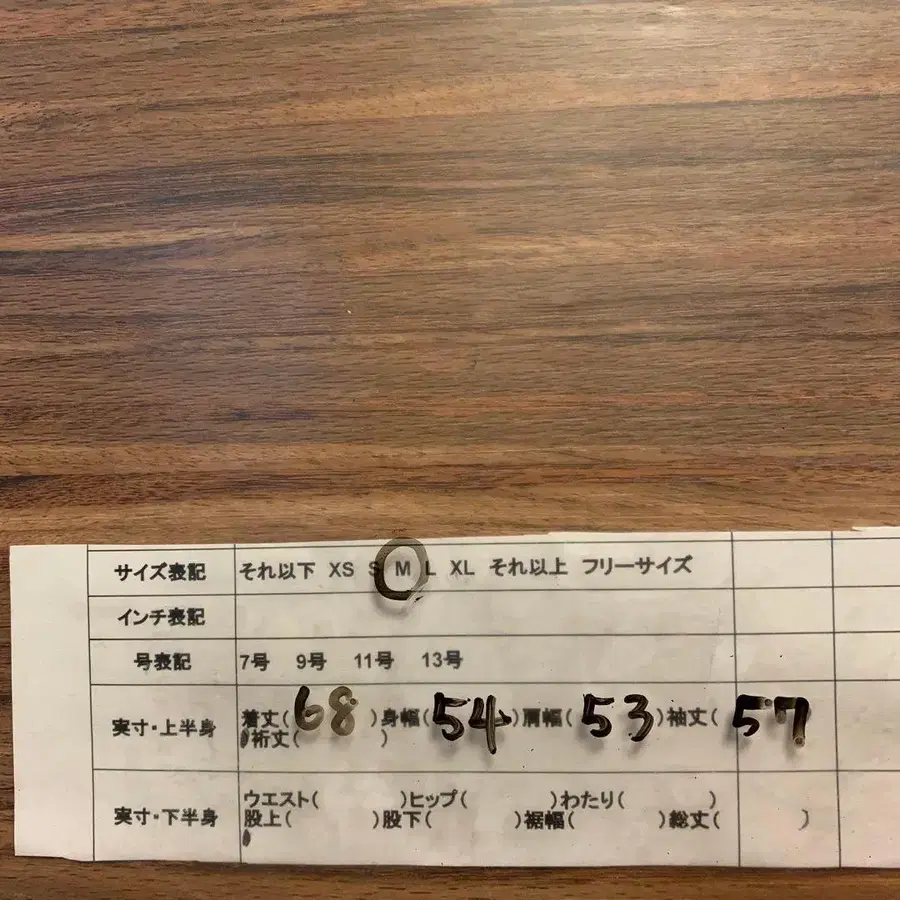 サイズ表記 それ以下 XS S M L XL それ以上 フリーサイズ
インチ表記
号表記 7号 9号 11号 13号
実寸・上半身 着丈(68)身幅(54)肩幅(53)袖丈(57)
裄丈( )
実寸・下半身 ウエスト( )ヒップ( )わたり( )
股上( )股下( )裾幅( )総丈( )